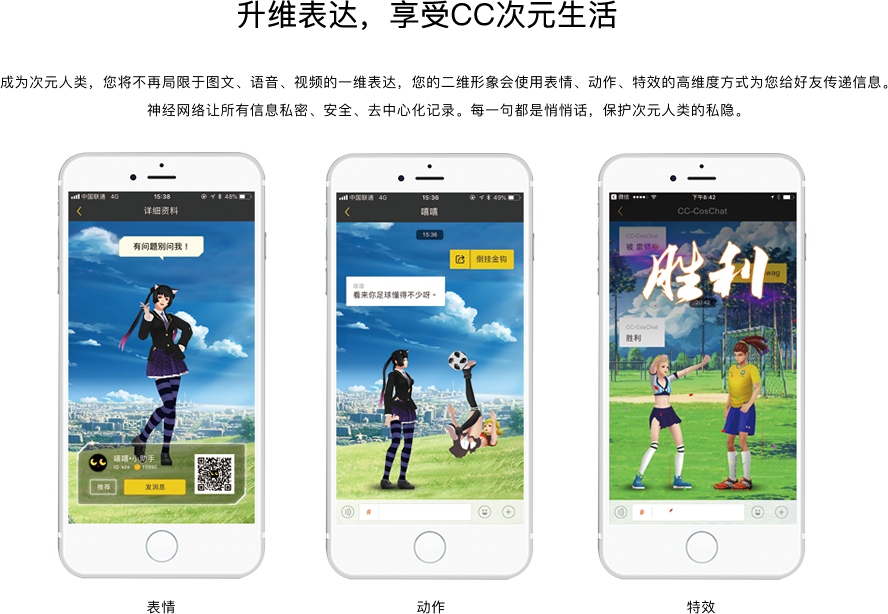 升维表达，享受CC次元生活
成为次元人类，您将不再局限于图文、语音、视频的一维表达，您的二维形象会使用表情、动作、特效的高维度方式为您给好友传递信息。
神经网络让所有信息私密、安全、去中心化记录。每一句都是悄悄话，保护次元人类的私隐。
中国联通 4G 15:38 48%
详细资料
有问题别问我！
嘻嘻·小助手
ID kite 19990
推荐
发消息
中国联通 4G 15:36 49%
嘻嘻
15:36
倒挂金钩
嘻嘻
看来你足球懂得不少呀。
#
微信 下午8:42
CC-CosChat
CC-CosChat
被
wag
胜利
20:42
CC-CosChat
胜利
#
表情
动作
特效